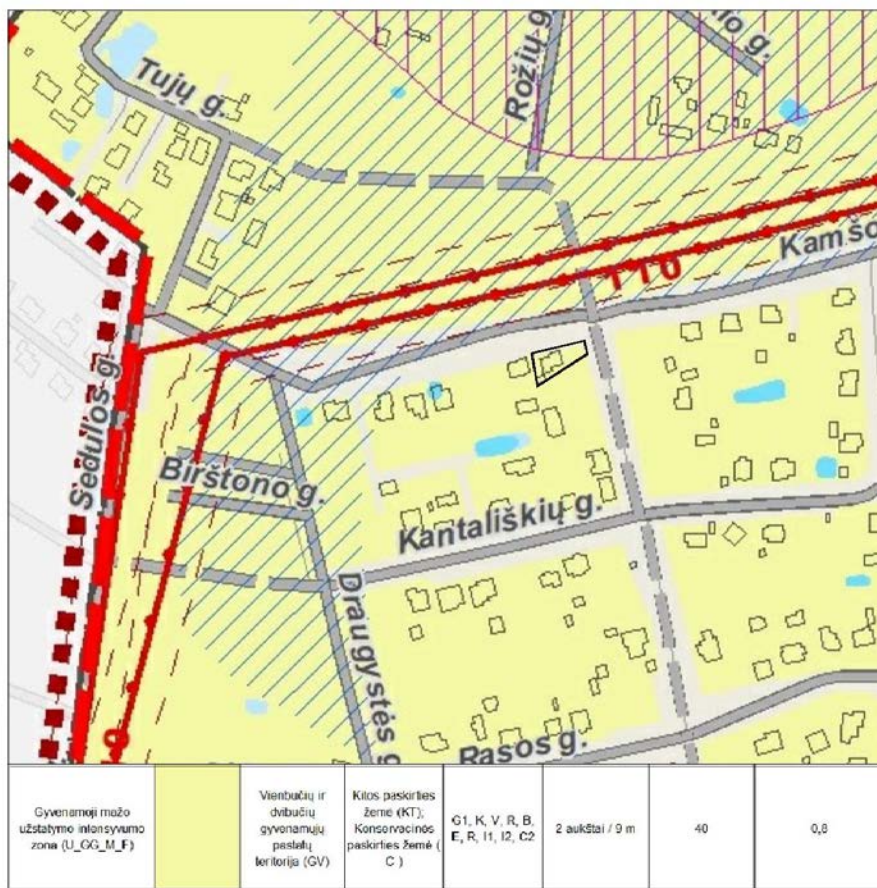 Tujų g.
Rožių g.
io g.
110
Kamšo
Sedulos g.
Birštono g.
Kantališkių g.
Draugystės g
Rasos g.
Gyvenamoji mažo
užstatymo intensyvumo
zona (U_GG_M_F)
Vienbučių ir
dvibučių
gyvenamųjų
pastatų
teritorija (GV)
Kitos paskirties
žemė (KT);
Konservacinės
paskirties žemė (
C )
G1, K, V, R, B,
E, R, I1, I2, C2
2 aukštai / 9 m
40
0,8